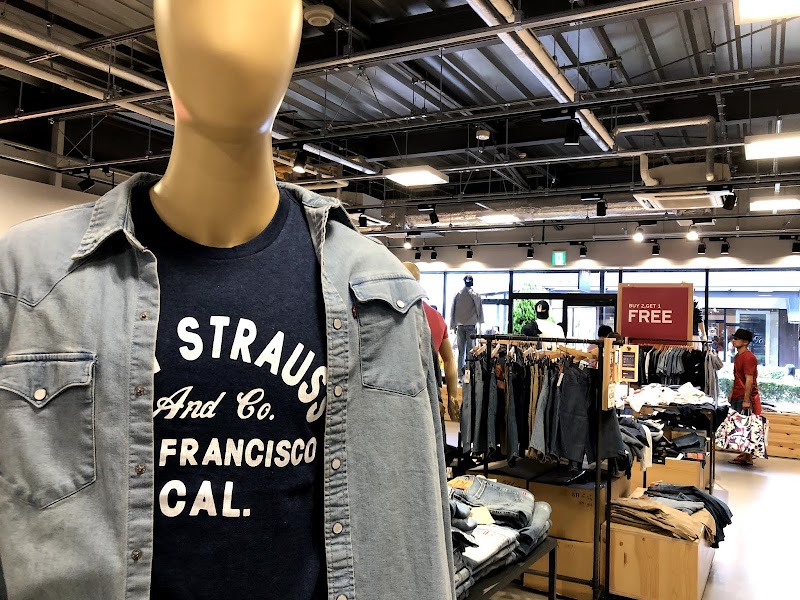 STRAUSS
And Co.
FRANCISCO
CAL.
BUY 2, GET 1
FREE